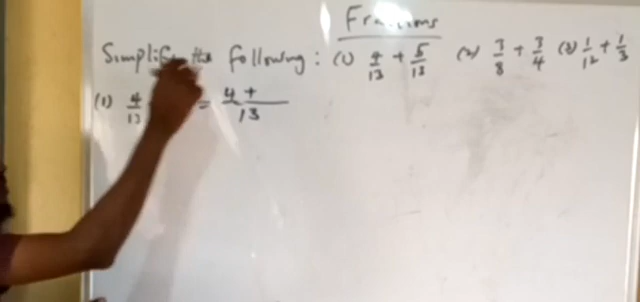 Fractions
Simplify the following: (1) 4/13 + 5/13 (2) 3/8 + 3/4 (3) 1/12 + 1/3
(1) 4/13 = 4 + /13